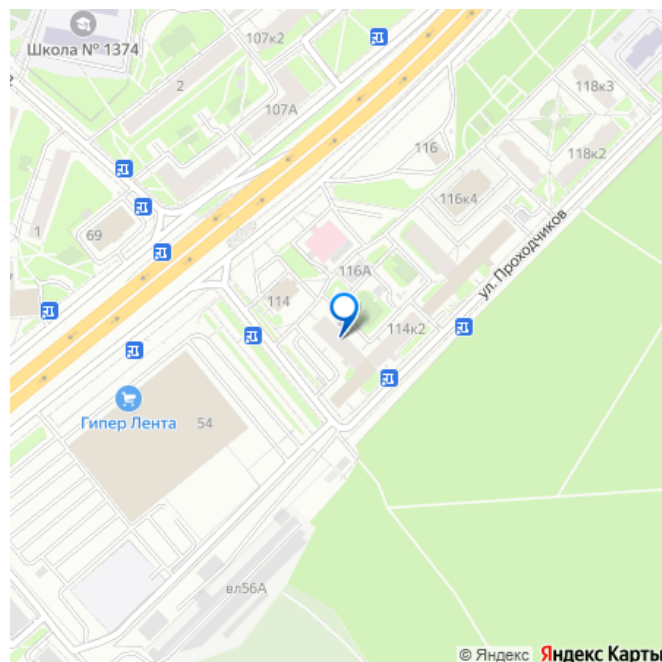 107к2
Школа № 1374
2
107А
118к3
116
118к2
116к4
1
69
ул. Проходчиков
116А
114
114к2
Гипер Лента
54
вл56А
© Яндекс Яндекс Карты